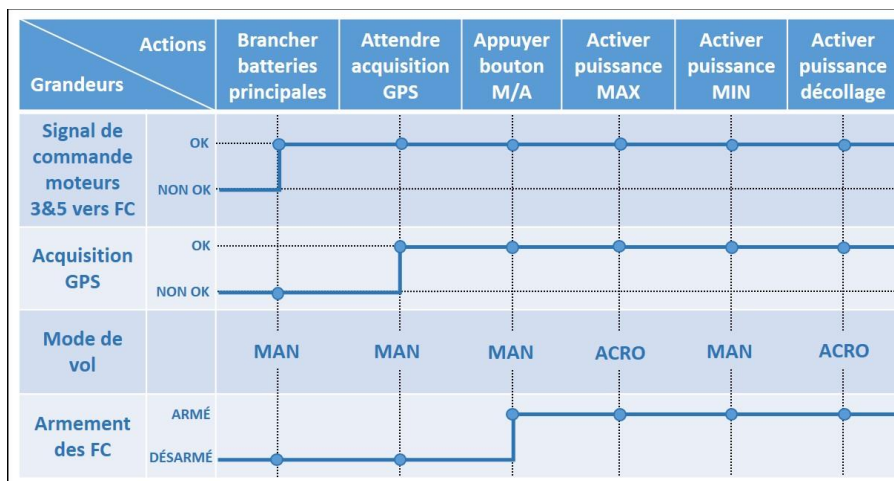 Actions
Grandeurs
Brancher
batteries
principales
Attendre
acquisition
GPS
Appuyer
bouton
M/A
Activer
puissance
MAX
Activer
puissance
MIN
Activer
puissance
décollage
Signal de
commande
moteurs
3&5 vers FC
OK
NON OK
Acquisition
GPS
OK
NON OK
Mode de
vol
MAN
MAN
MAN
ACRO
MAN
ACRO
Armement
des FC
ARMÉ
DÉSARMÉ